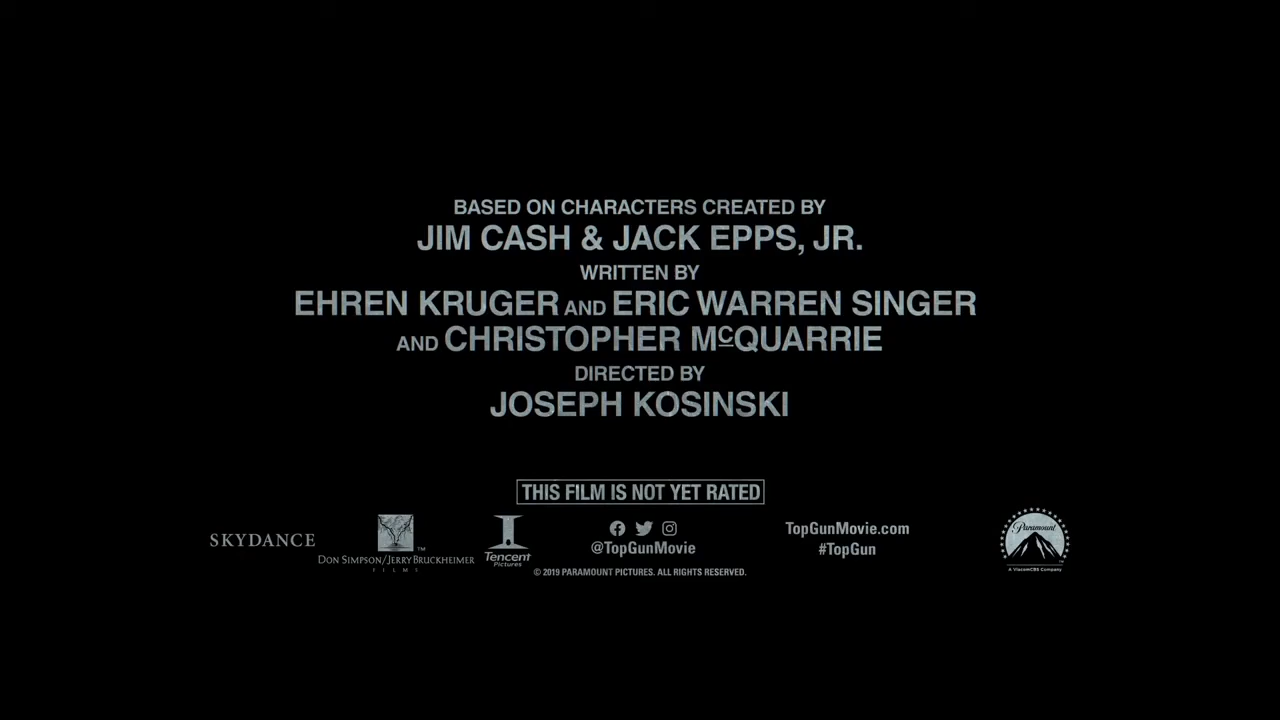 BASED ON CHARACTERS CREATED BY
JIM CASH & JACK EPPS, JR.
WRITTEN BY
EHREN KRUGER AND ERIC WARREN SINGER
AND CHRISTOPHER McQUARRIE
DIRECTED BY
JOSEPH KOSINSKI
THIS FILM IS NOT YET RATED
SKYDANCE
DON SIMPSON/JERRY BRUCKHEIMER
FILMS
TM
Tencent
Pictures
@TopGunMovie
© 2019 PARAMOUNT PICTURES. ALL RIGHTS RESERVED.
TopGunMovie.com
#TopGun
Paramount
A ViacomCBS Company